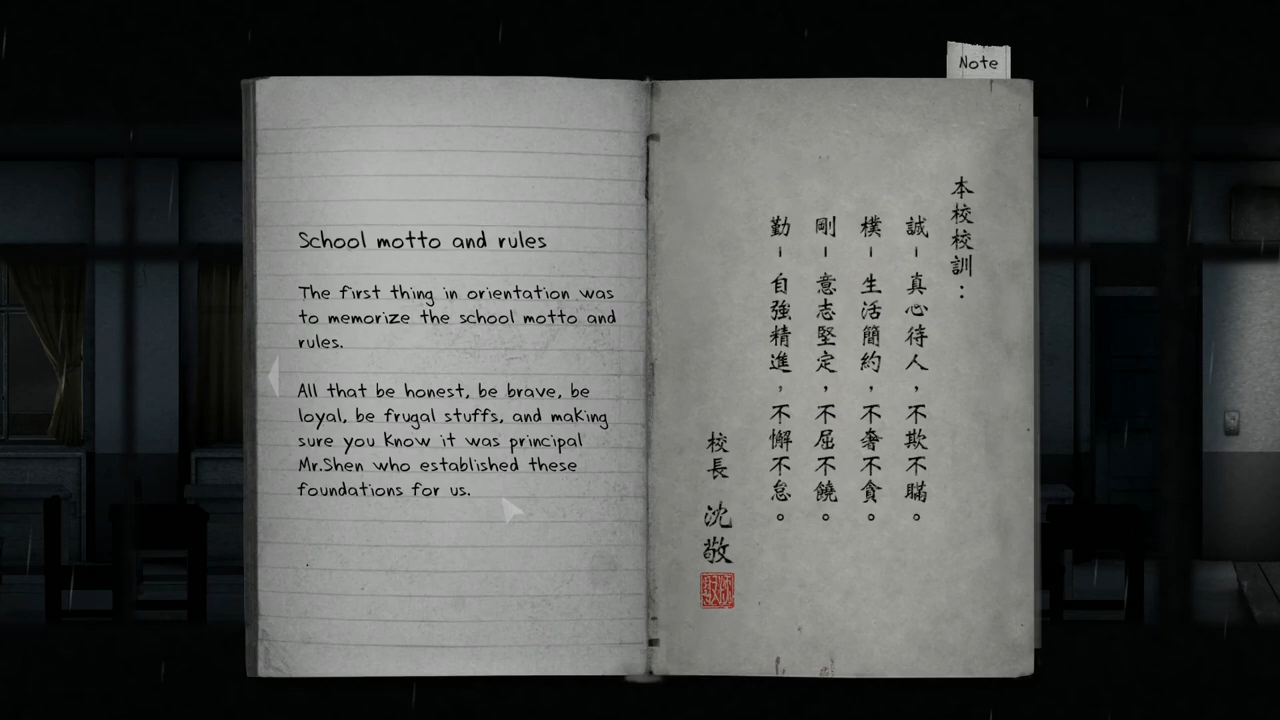 Note
School motto and rules
The first thing in orientation was
to memorize the school motto and
rules.
All that be honest, be brave, be
loyal, be frugal stuffs, and making
sure you know it was principal
Mr.Shen who established these
foundations for us.
本校校訓：
誠－真心待人，不欺不瞞。
樸－生活簡約，不奢不貪。
剛－意志堅定，不屈不饒。
勤－自強精進，不懈不怠。
校長 沈敬